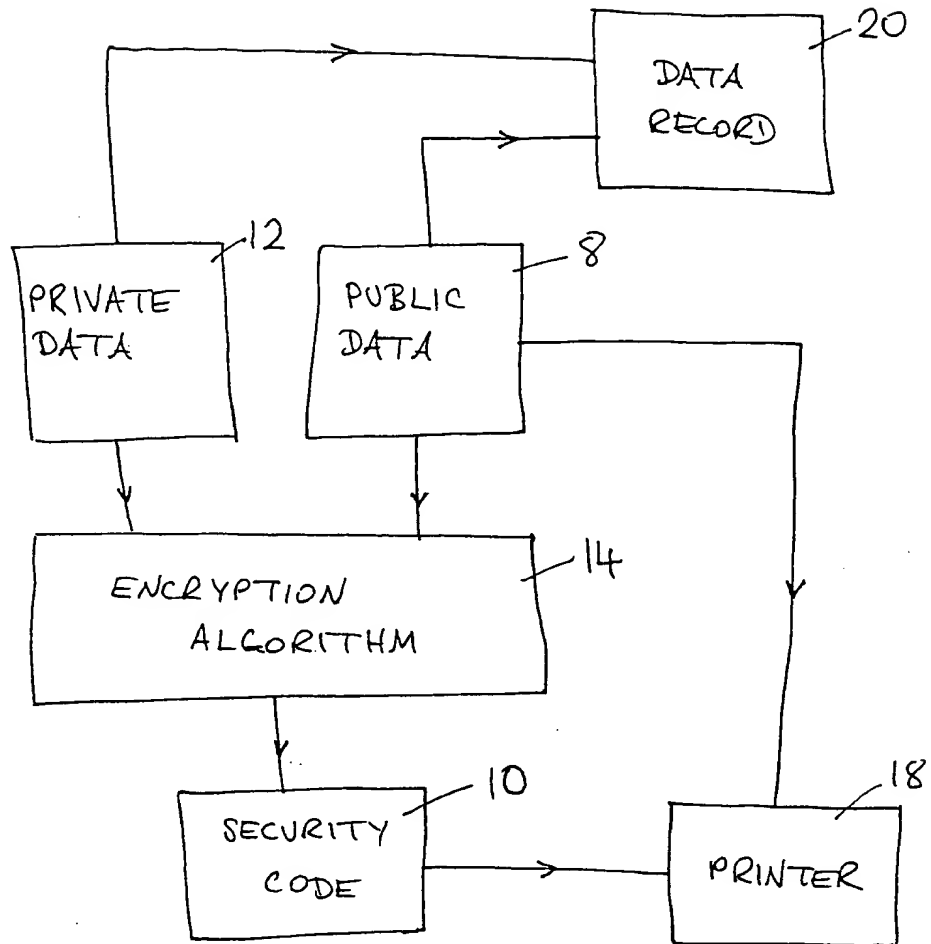 20
DATA
RECORD
12
8
PRIVATE
DATA
PUBLIC
DATA
14
ENCRYPTION
ALGORITHM
10
SECURITY
CODE
18
PRINTER